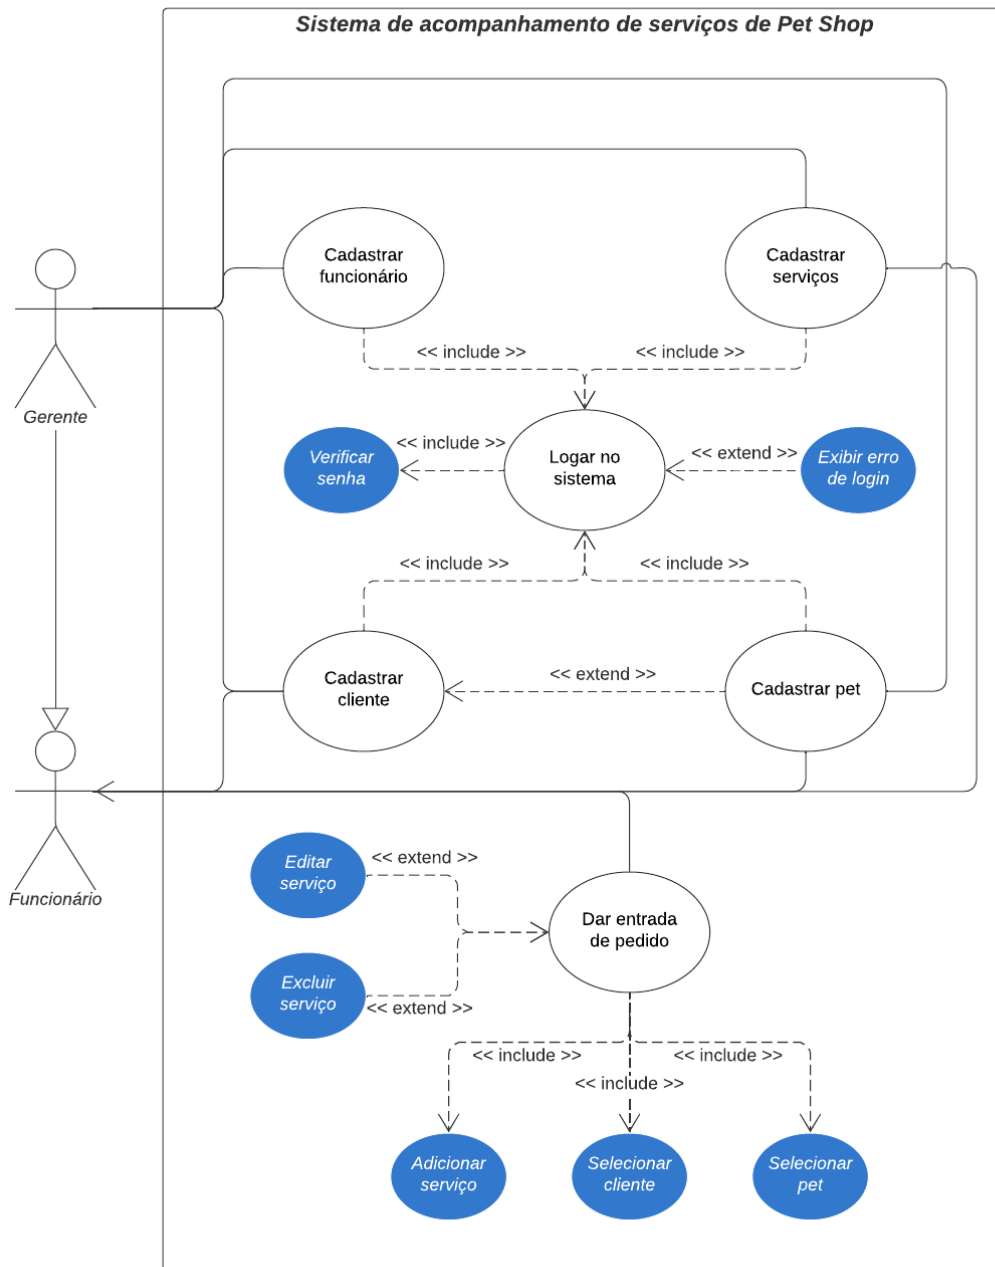 Sistema de acompanhamento de serviços de Pet Shop
Cadastrar
funcionário
Cadastrar
serviços
Gerente
<< include >>
<< include >>
Verificar
senha
<< include >>
Logar no
sistema
<< extend >>
Exibir erro
de login
<< include >>
<< include >>
Cadastrar
cliente
<< extend >>
Cadastrar pet
Funcionário
Editar
serviço
<< extend >>
Dar entrada
de pedido
Excluir
serviço
<< extend >>
<< include >>
<< include >>
<< include >>
Adicionar
serviço
Selecionar
cliente
Selecionar
pet